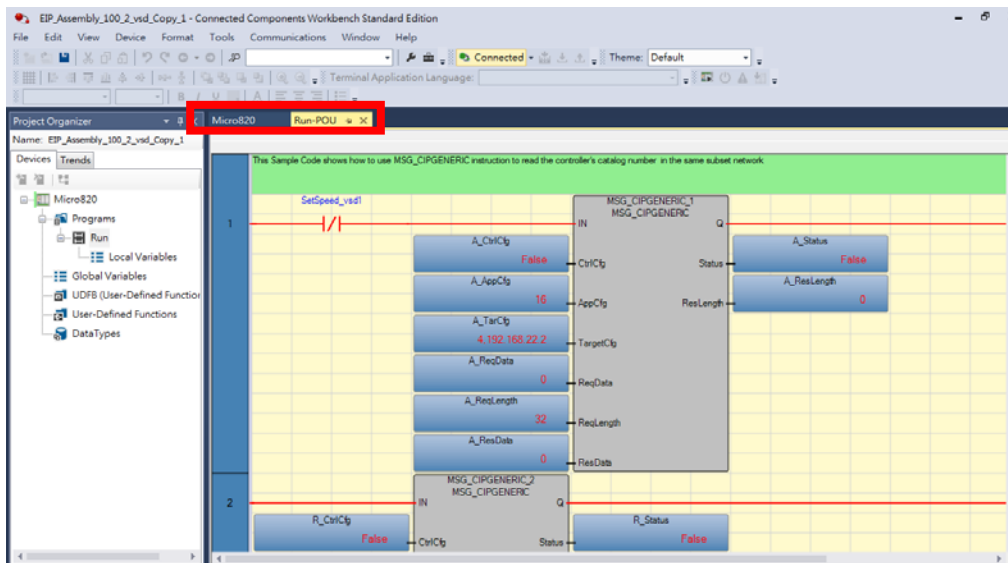 EIP_Assembly_100_2_vsd_Copy_1 - Connected Components Workbench Standard Edition
File Edit View Device Format Tools Communications Window Help
Connected Theme: Default
Terminal Application Language:
B I U A
Project Organizer
Micro820 Run-POU
Name: EIP_Assembly_100_2_vsd_Copy_1
Devices Trends
Micro820
Programs
Run
Local Variables
Global Variables
UDFB (User-Defined Function
User-Defined Functions
DataTypes
This Sample Code shows how to use MSG_CIPGENERIC instruction to read the controller's catalog number in the same subset network
1
SetSpeed_vsd1
MSG_CIPGENERIC_1
MSG_CIPGENERIC
IN Q
A_CtrlCfg
False
CtrlCfg
Status
A_Status
False
A_AppCfg
16
AppCfg
ResLength
A_ResLength
0
A_TarCfg
4,192.168.22.2
TargetCfg
A_ReqData
0
ReqData
A_ReqLength
32
ReqLength
A_ResData
0
ResData
2
MSG_CIPGENERIC_2
MSG_CIPGENERIC
IN Q
R_CtrlCfg
False
CtrlCfg
Status
R_Status
False